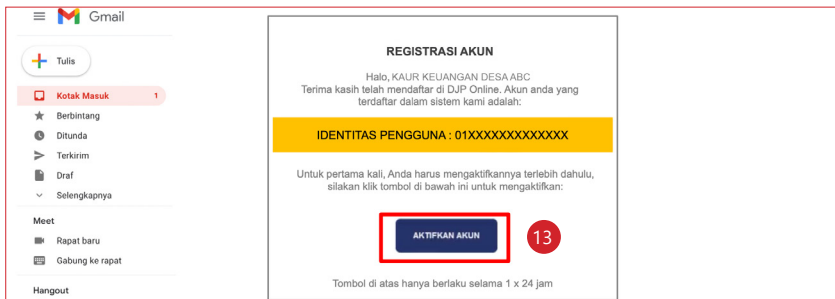 Gmail
Tulis
Kotak Masuk 1
Berbintang
Ditunda
Terkirim
Draf
Selengkapnya
Meet
Rapat baru
Gabung ke rapat
Hangout
REGISTRASI AKUN
Halo, KAUR KEUANGAN DESA ABC
Terima kasih telah mendaftar di DJP Online. Akun anda yang
terdaftar dalam sistem kami adalah:
IDENTITAS PENGGUNA : 01XXXXXXXXXXXXX
Untuk pertama kali, Anda harus mengaktifkannya terlebih dahulu,
silakan klik tombol di bawah ini untuk mengaktifkan:
AKTIFKAN AKUN
13
Tombol di atas hanya berlaku selama 1 x 24 jam